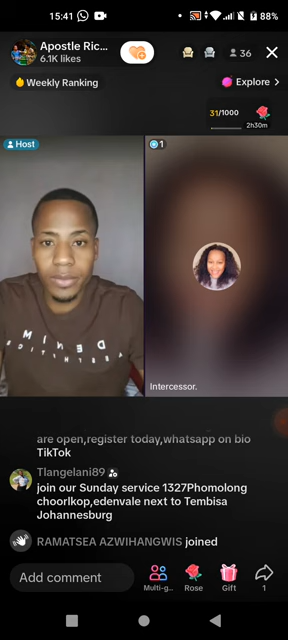 15:41
88%
Apostle Ric...
6.1K likes
36
Weekly Ranking
Explore >
31/1000
2h30m
Host
1
DENIM
Intercessor.
are open,register today,whatsapp on bio
TikTok
Tlangelani89
join our Sunday service 1327Phomolong
choorlkop,edenvale next to Tembisa
Johannesburg
RAMATSEA AZWIHANGWIS joined
Add comment
Multi-g...
Rose
Gift
1